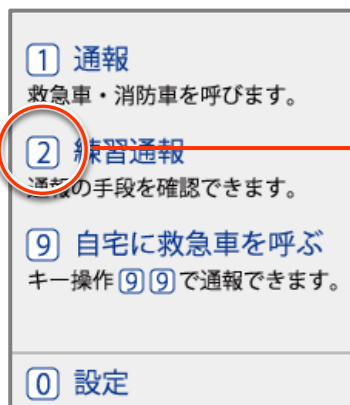 1 通報
救急車・消防車を呼びます。
2 練習通報
通報の手段を確認できます。
9 自宅に救急車を呼ぶ
キー操作99で通報できます。
0 設定